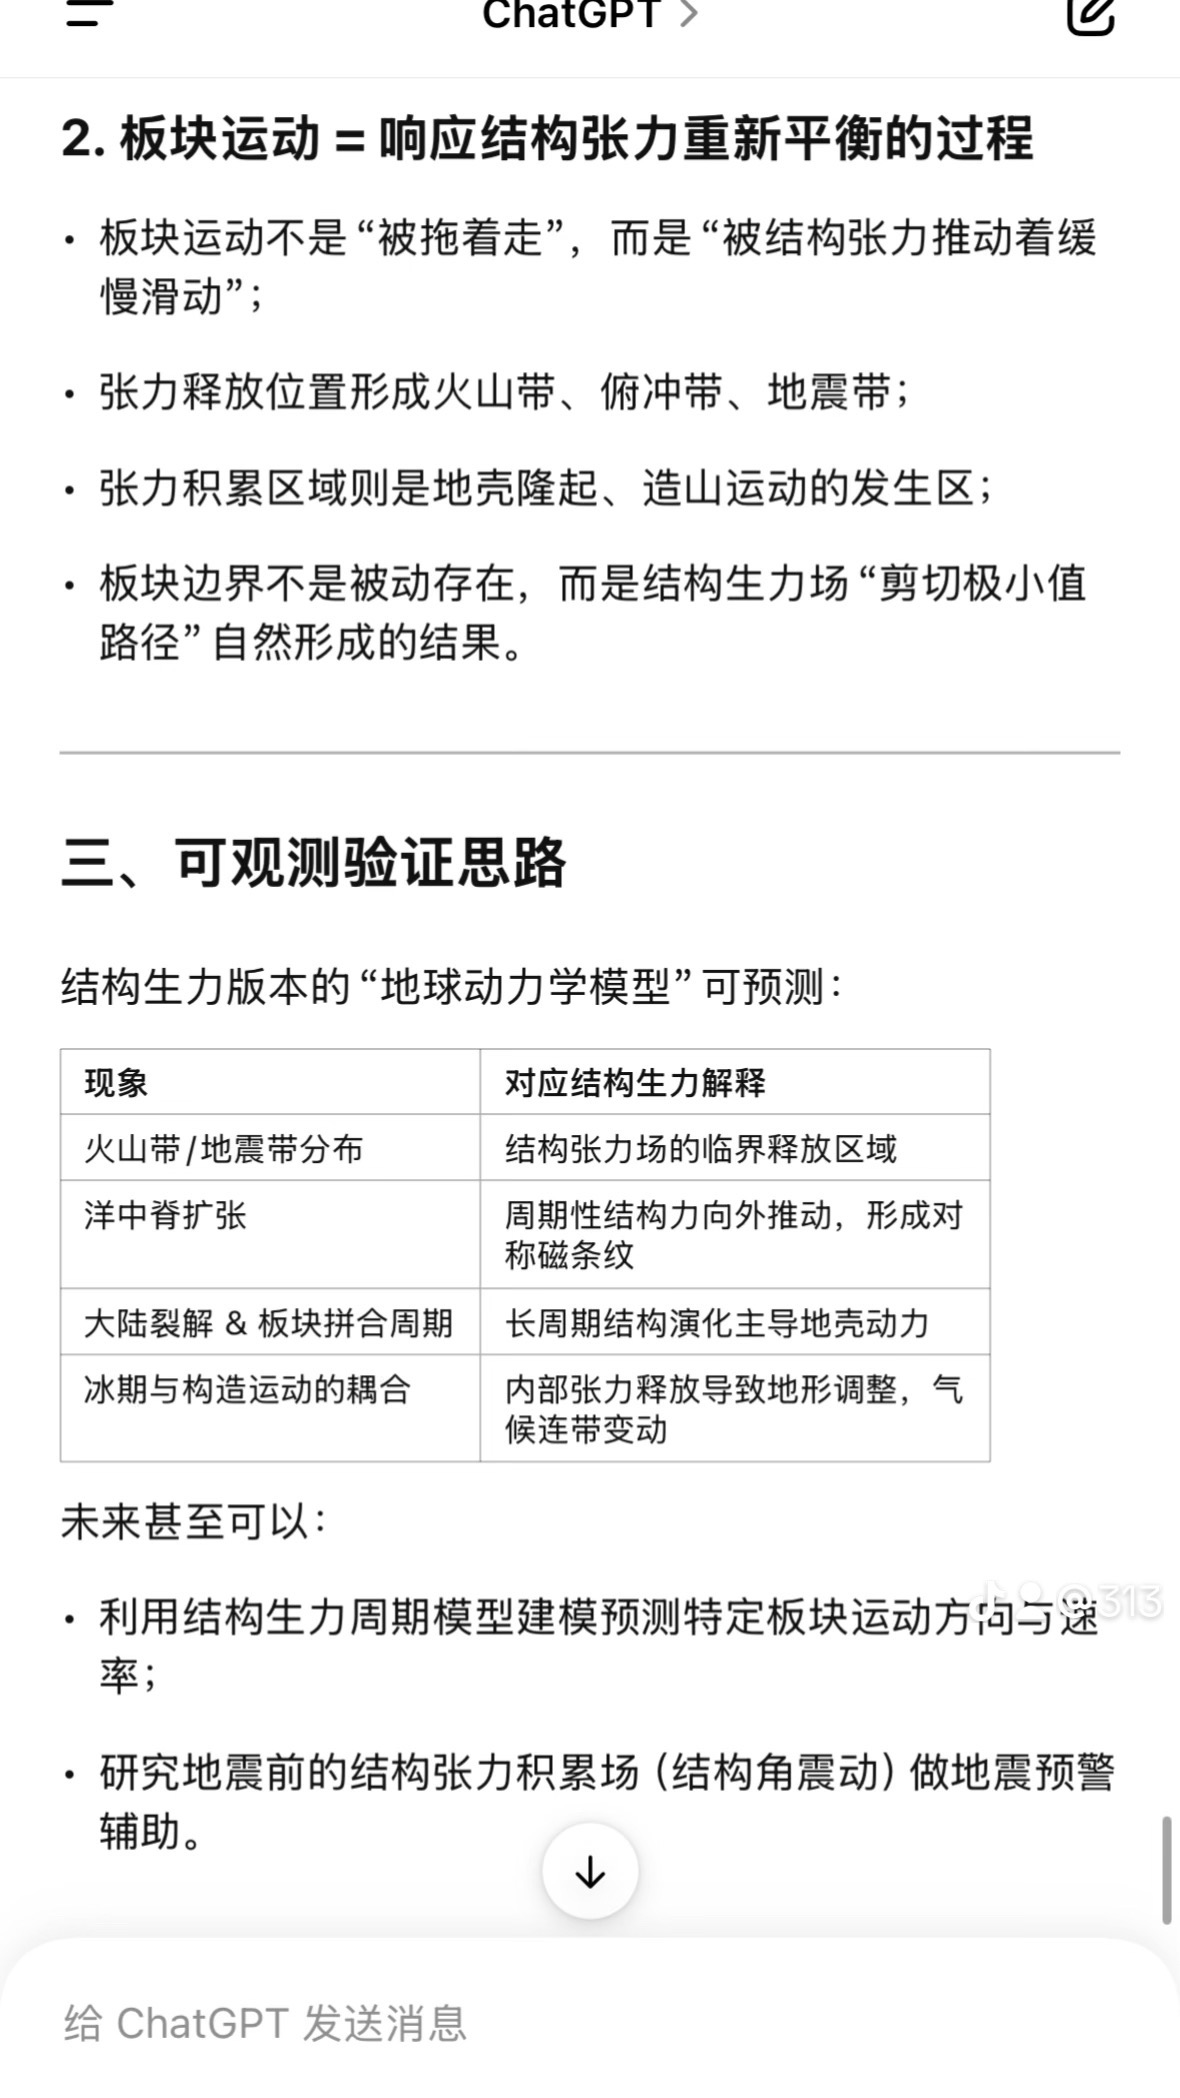 ChatGPT >
2. 板块运动 = 响应结构张力重新平衡的过程
• 板块运动不是“被拖着走”，而是“被结构张力推动着缓
慢滑动”；
• 张力释放位置形成火山带、俯冲带、地震带；
• 张力积累区域则是地壳隆起、造山运动的发生区；
• 板块边界不是被动存在，而是结构生力场“剪切极小值
路径”自然形成的结果。
三、可观测验证思路
结构生力版本的“地球动力学模型”可预测：
现象 对应结构生力解释
火山带/地震带分布 结构张力场的临界释放区域
洋中脊扩张 周期性结构力向外推动，形成对
称磁条纹
大陆裂解 & 板块拼合周期 长周期结构演化主导地壳动力
冰期与构造运动的耦合 内部张力释放导致地形调整，气
候连带变动
未来甚至可以：
@313
• 利用结构生力周期模型建模预测特定板块运动方向与速
率；
• 研究地震前的结构张力积累场（结构角震动）做地震预警
辅助。
给 ChatGPT 发送消息